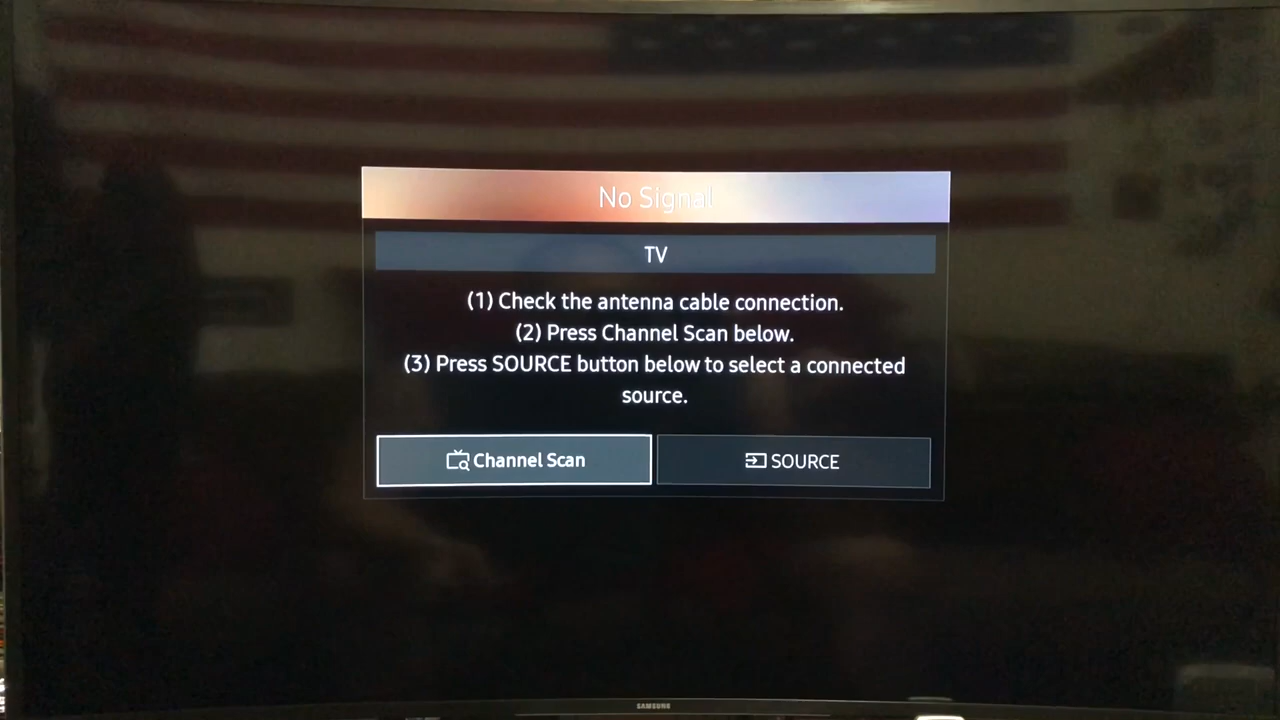 No Signal
TV
(1) Check the antenna cable connection.
(2) Press Channel Scan below.
(3) Press SOURCE button below to select a connected
source.
Channel Scan
SOURCE
SAMSUNG